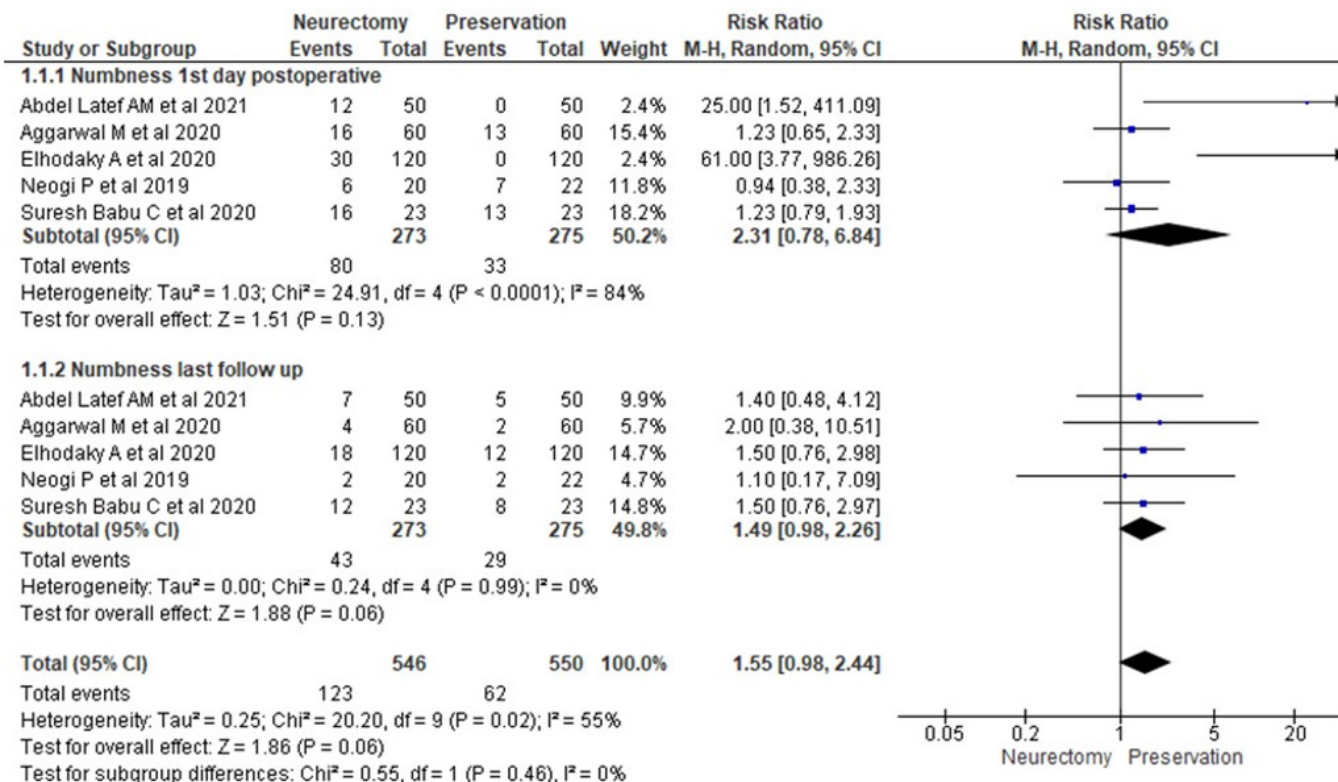 Neurectomy Preservation Risk Ratio Risk Ratio
Study or Subgroup Events Total Events Total Weight M-H, Random, 95% CI M-H, Random, 95% CI
1.1.1 Numbness 1st day postoperative
Abdel Latef AM et al 2021 12 50 0 50 2.4% 25.00 [1.52, 411.09]
Aggarwal M et al 2020 16 60 13 60 15.4% 1.23 [0.65, 2.33]
Elhodaky A et al 2020 30 120 0 120 2.4% 61.00 [3.77, 986.26]
Neogi P et al 2019 6 20 7 22 11.8% 0.94 [0.38, 2.33]
Suresh Babu C et al 2020 16 23 13 23 18.2% 1.23 [0.79, 1.93]
Subtotal (95% CI) 273 275 50.2% 2.31 [0.78, 6.84]
Total events 80 33
Heterogeneity: Tau² = 1.03; Chi² = 24.91, df = 4 (P < 0.0001); I² = 84%
Test for overall effect: Z = 1.51 (P = 0.13)
1.1.2 Numbness last follow up
Abdel Latef AM et al 2021 7 50 5 50 9.9% 1.40 [0.48, 4.12]
Aggarwal M et al 2020 4 60 2 60 5.7% 2.00 [0.38, 10.51]
Elhodaky A et al 2020 18 120 12 120 14.7% 1.50 [0.76, 2.98]
Neogi P et al 2019 2 20 2 22 4.7% 1.10 [0.17, 7.09]
Suresh Babu C et al 2020 12 23 8 23 14.8% 1.50 [0.76, 2.97]
Subtotal (95% CI) 273 275 49.8% 1.49 [0.98, 2.26]
Total events 43 29
Heterogeneity: Tau² = 0.00; Chi² = 0.24, df = 4 (P = 0.99); I² = 0%
Test for overall effect: Z = 1.88 (P = 0.06)
Total (95% CI) 546 550 100.0% 1.55 [0.98, 2.44]
Total events 123 62
Heterogeneity: Tau² = 0.25; Chi² = 20.20, df = 9 (P = 0.02); I² = 55%
Test for overall effect: Z = 1.86 (P = 0.06)
Test for subgroup differences: Chi² = 0.55, df = 1 (P = 0.46), I² = 0%
0.05 0.2 1 5 20
Neurectomy Preservation